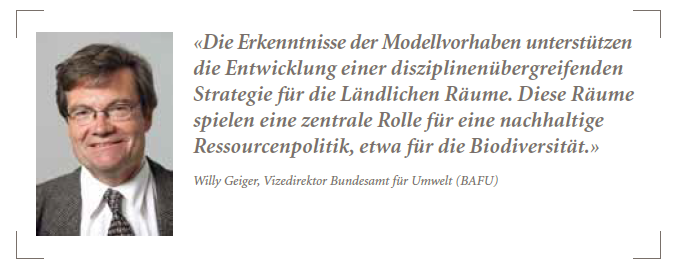 «Die Erkenntnisse der Modellvorhaben unterstützen
die Entwicklung einer disziplinenübergreifenden
Strategie für die Ländlichen Räume. Diese Räume
spielen eine zentrale Rolle für eine nachhaltige
Ressourcenpolitik, etwa für die Biodiversität.»
Willy Geiger, Vizedirektor Bundesamt für Umwelt (BAFU)